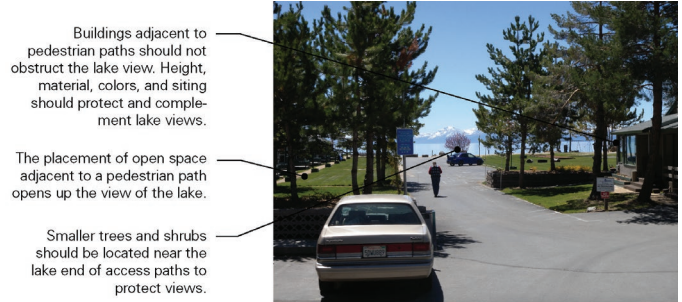 Buildings adjacent to
pedestrian paths should not
obstruct the lake view. Height,
material, colors, and siting
should protect and comple-
ment lake views.
The placement of open space
adjacent to a pedestrian path
opens up the view of the lake.
Smaller trees and shrubs
should be located near the
lake end of access paths to
protect views.